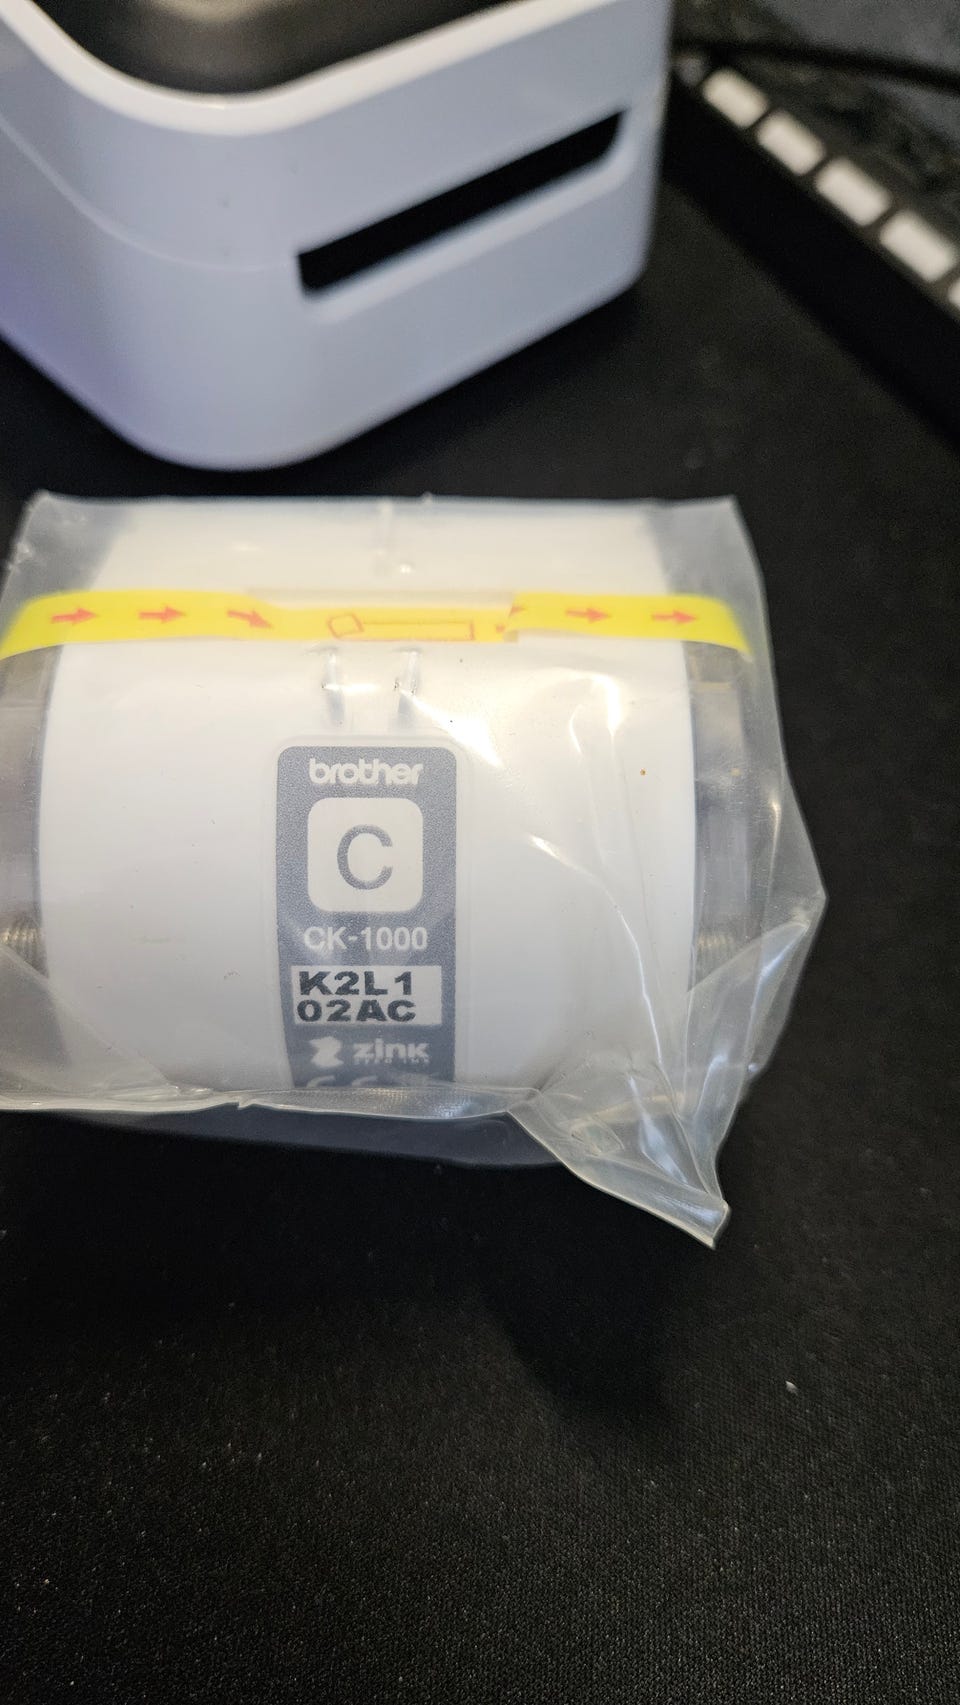 brother
C
CK-1000
K2L1
02AC
zink